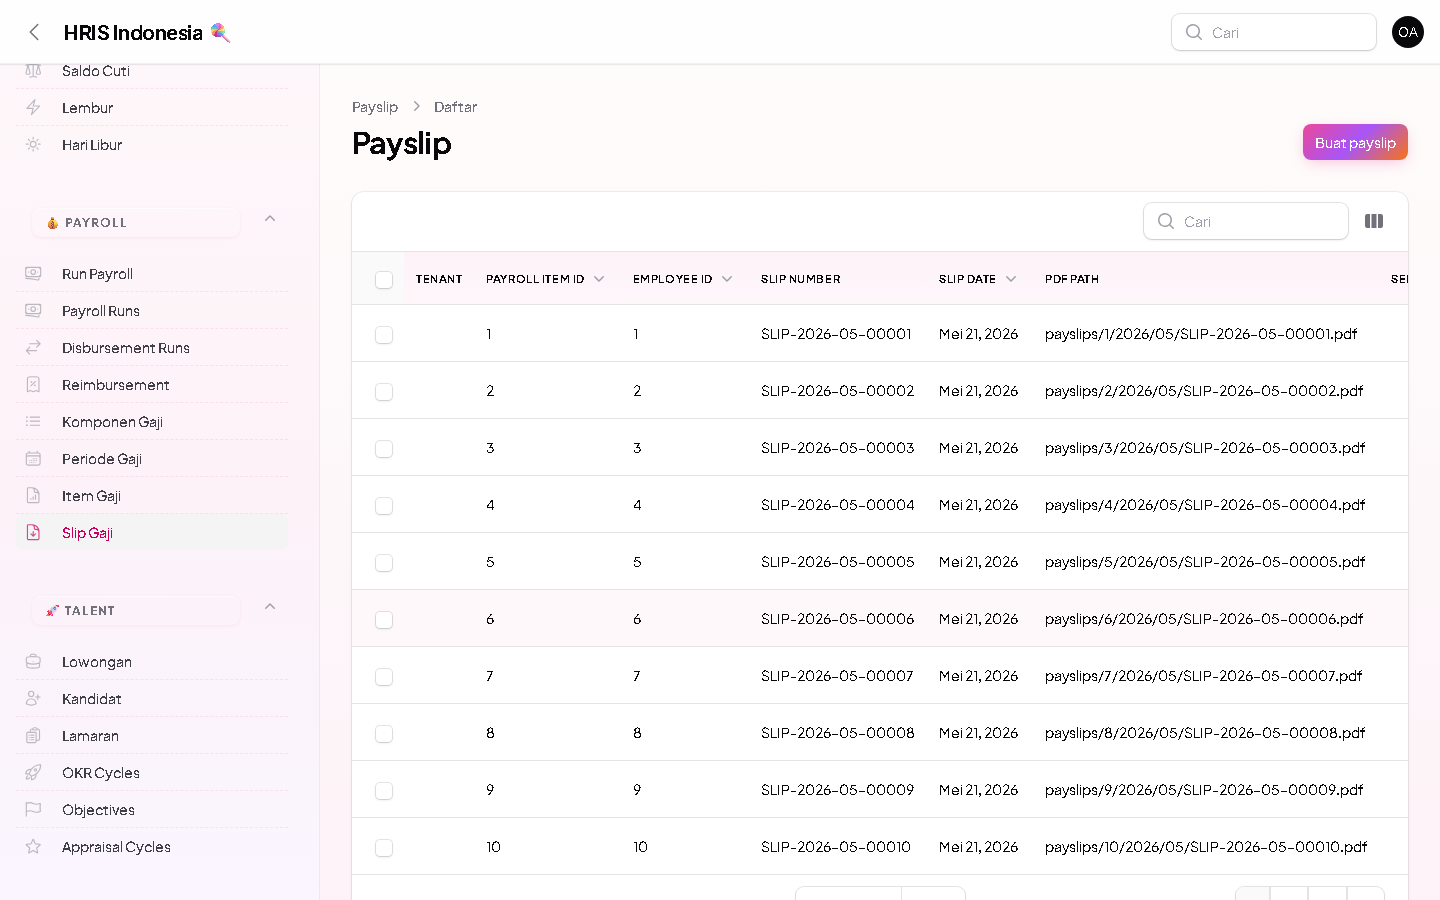 HRIS Indonesia
Cari
OA
Saldo Cuti
Lembur
Hari Libur
PAYROLL
Run Payroll
Payroll Runs
Disbursement Runs
Reimbursement
Komponen Gaji
Periode Gaji
Item Gaji
Slip Gaji
TALENT
Lowongan
Kandidat
Lamaran
OKR Cycles
Objectives
Appraisal Cycles
Payslip > Daftar
Payslip
Buat payslip
Cari
TENANT PAYROLL ITEM ID EMPLOYEE ID SLIP NUMBER SLIP DATE PDF PATH
1 1 SLIP-2026-05-00001 Mei 21, 2026 payslips/1/2026/05/SLIP-2026-05-00001.pdf
2 2 SLIP-2026-05-00002 Mei 21, 2026 payslips/2/2026/05/SLIP-2026-05-00002.pdf
3 3 SLIP-2026-05-00003 Mei 21, 2026 payslips/3/2026/05/SLIP-2026-05-00003.pdf
4 4 SLIP-2026-05-00004 Mei 21, 2026 payslips/4/2026/05/SLIP-2026-05-00004.pdf
5 5 SLIP-2026-05-00005 Mei 21, 2026 payslips/5/2026/05/SLIP-2026-05-00005.pdf
6 6 SLIP-2026-05-00006 Mei 21, 2026 payslips/6/2026/05/SLIP-2026-05-00006.pdf
7 7 SLIP-2026-05-00007 Mei 21, 2026 payslips/7/2026/05/SLIP-2026-05-00007.pdf
8 8 SLIP-2026-05-00008 Mei 21, 2026 payslips/8/2026/05/SLIP-2026-05-00008.pdf
9 9 SLIP-2026-05-00009 Mei 21, 2026 payslips/9/2026/05/SLIP-2026-05-00009.pdf
10 10 SLIP-2026-05-00010 Mei 21, 2026 payslips/10/2026/05/SLIP-2026-05-00010.pdf